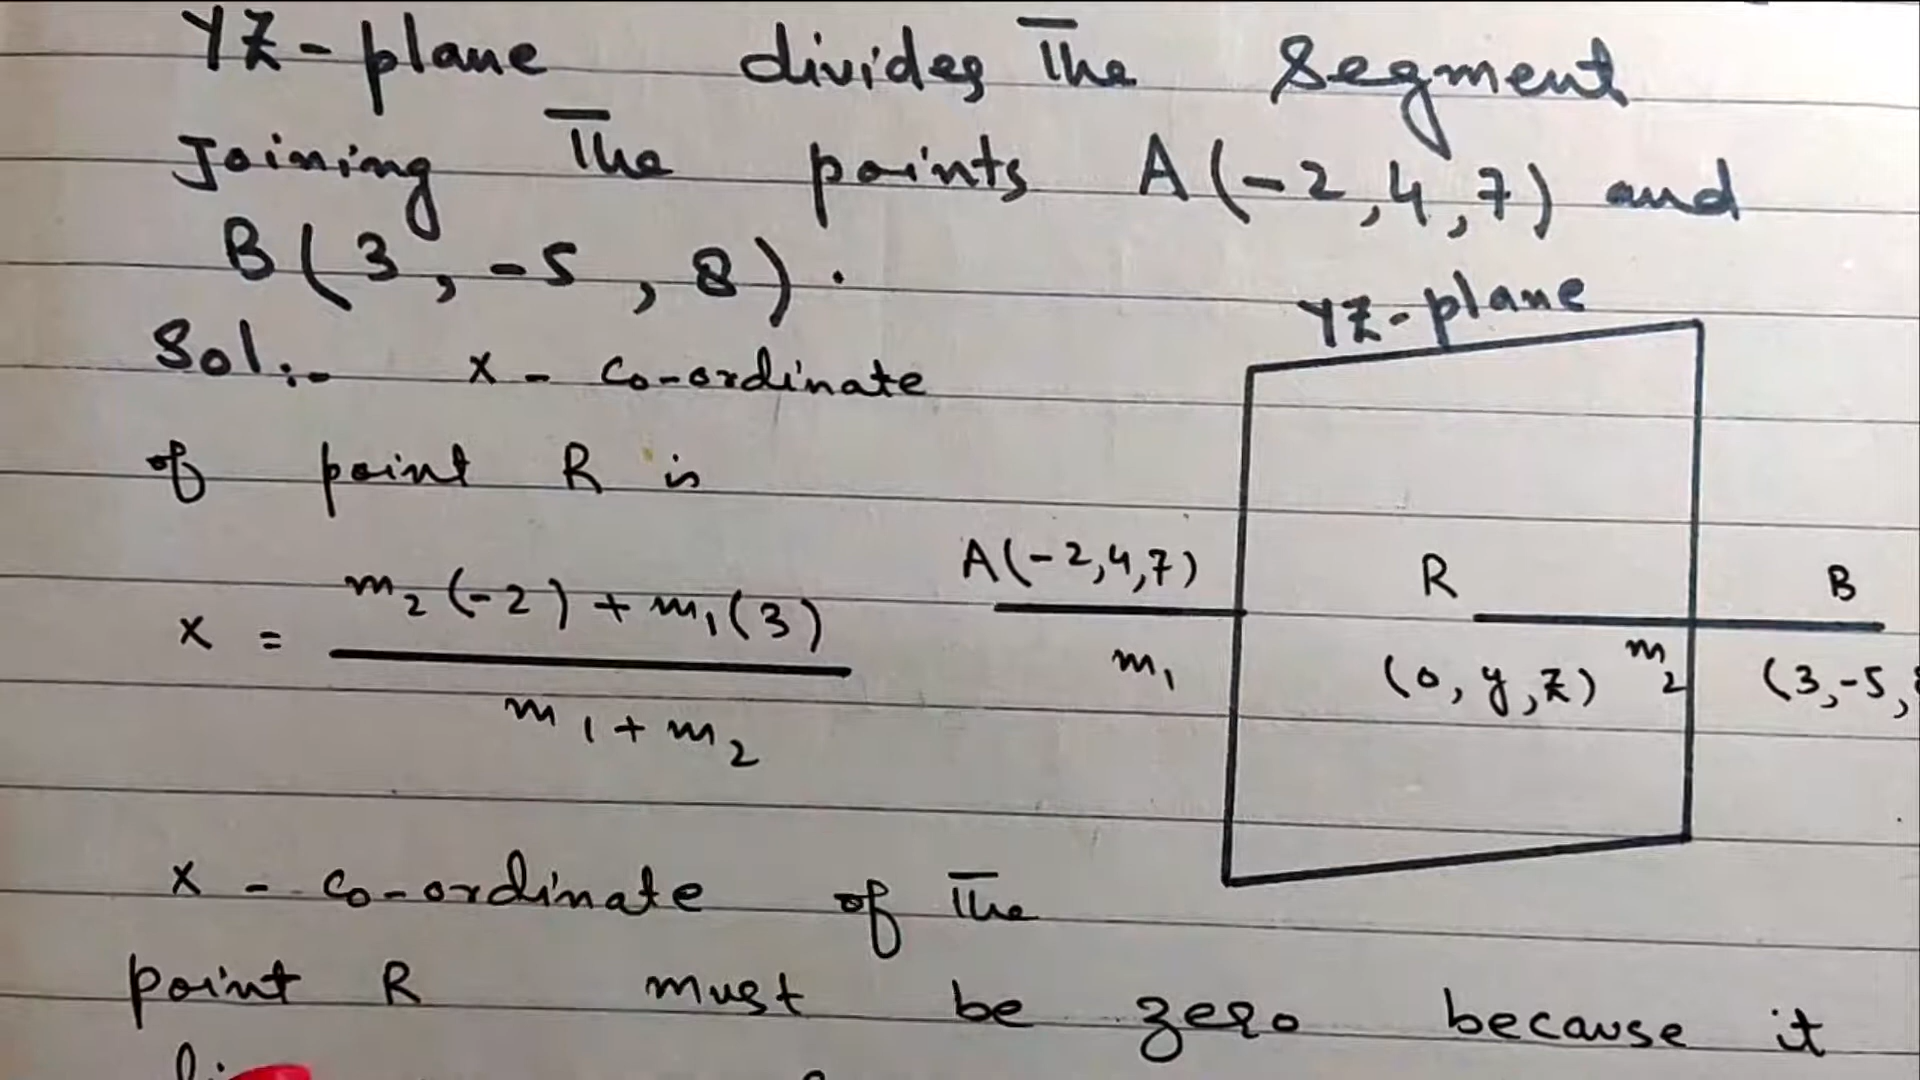 YZ-plane divides The segment
Joining The points A(-2,4,7) and
B(3, -5, 8).
Sol:- x - co-ordinate
of point R is
x = m₂(-2) + m₁(3)
m₁ + m₂
YZ-plane
A(-2,4,7) R B
m₁ (0, y, z) m₂ (3,-5,
x - co-ordinate of The
point R must be zero because it